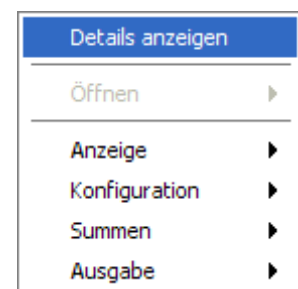 Details anzeigen
Öffnen
Anzeige
Konfiguration
Summen
Ausgabe